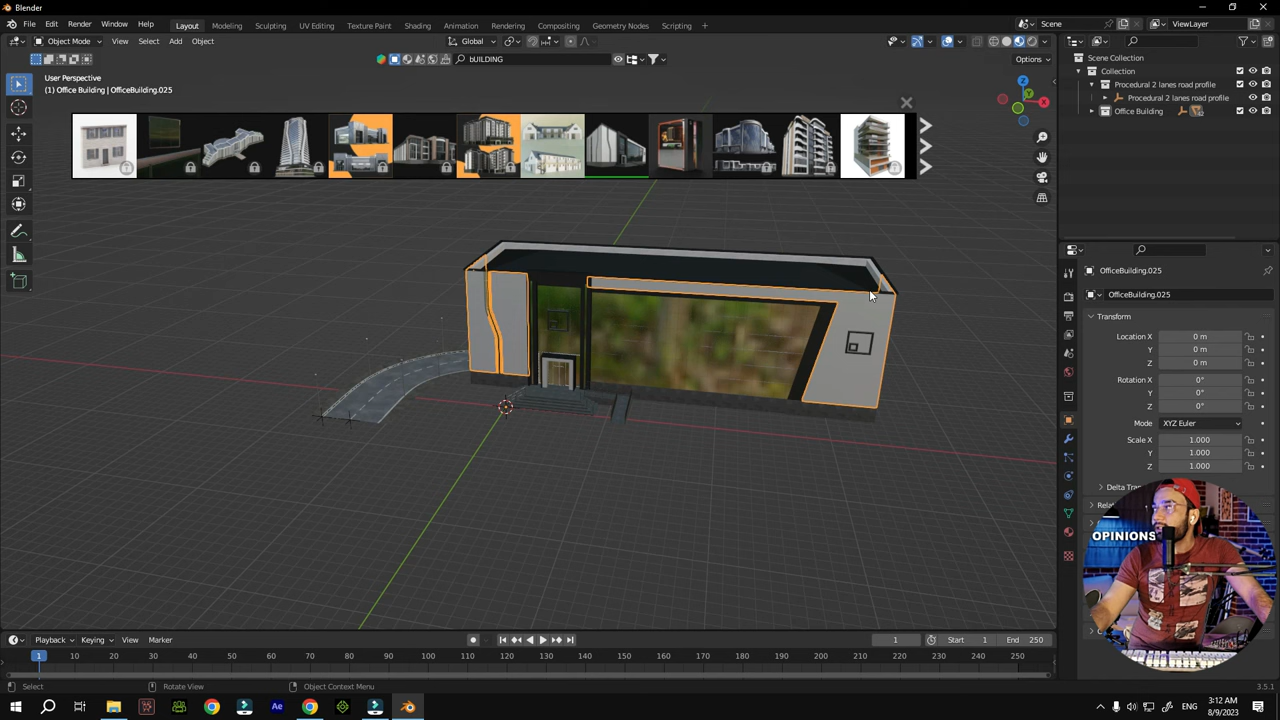 Blender
File Edit Render Window Help
Layout Modeling Sculpting UV Editing Texture Paint Shading Animation Rendering Compositing Geometry Nodes Scripting +
Scene
ViewLayer
Object Mode View Select Add Object
Global
bUILDING
Options
User Perspective
(1) Office Building | OfficeBuilding.025
Scene Collection
Collection
Procedural 2 lanes road profile
Procedural 2 lanes road profile
Office Building
OfficeBuilding.025
OfficeBuilding.025
Transform
Location X 0 m
Y 0 m
Z 0 m
Rotation X 0°
Y 0°
Z 0°
Mode XYZ Euler
Scale X 1.000
Y 1.000
Z 1.000
Delta Tra
OPINIONS
Playback Keying View Marker
1 Start 1 End 250
1 10 20 30 40 50 60 70 80 90 100 110 120 130 140 150 160 170 180 190 200 210 220 230 240 250
Select Rotate View Object Context Menu
3.5.1
ENG
3:12 AM
8/9/2023